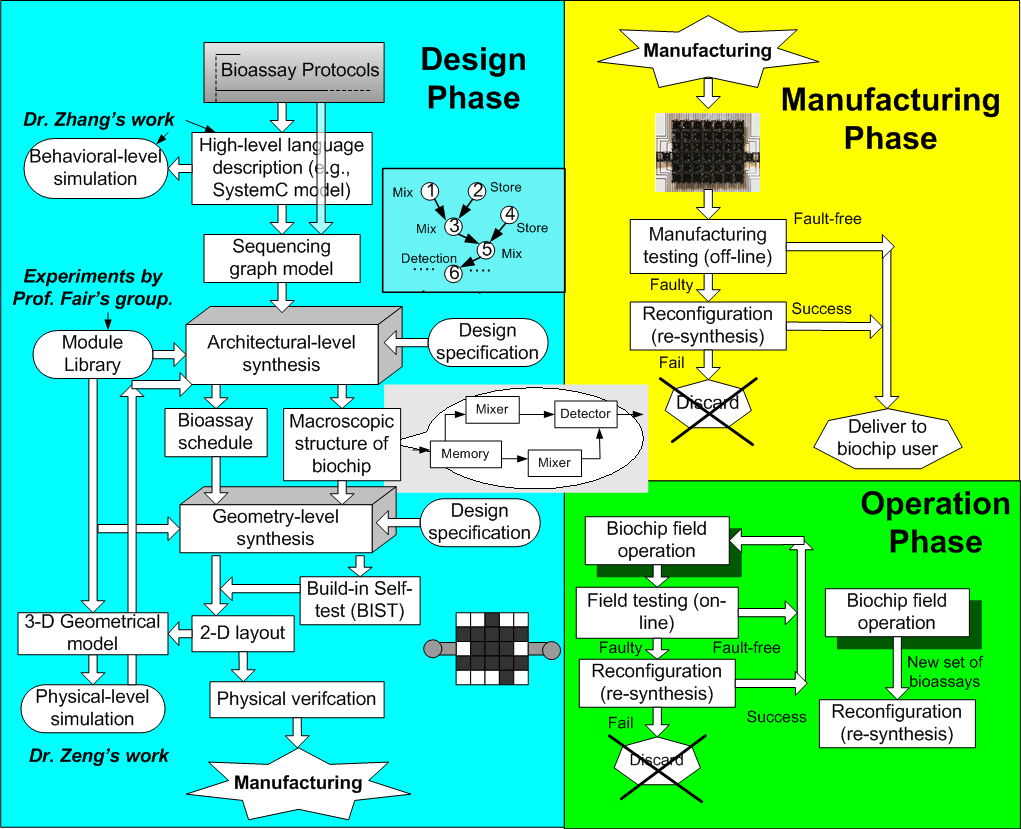 Design
Phase
Bioassay Protocols
Dr. Zhang's work
Behavioral-level
simulation
High-level language
description (e.g.,
SystemC model)
Sequencing
graph model
Mix
1
2
Store
Mix
3
4
Store
5
Mix
Detection
6
....
....
Experiments by
Prof. Fair's group.
Module
Library
Architectural-level
synthesis
Design
specification
Bioassay
schedule
Macroscopic
structure of
biochip
Mixer
Detector
Memory
Mixer
Geometry-level
synthesis
Design
specification
Build-in Self-
test (BIST)
3-D Geometrical
model
2-D layout
Physical-level
simulation
Physical verifcation
Dr. Zeng's work
Manufacturing
Manufacturing
Phase
Manufacturing
Manufacturing
testing (off-line)
Fault-free
Faulty
Reconfiguration
(re-synthesis)
Success
Fail
Discard
Deliver to
biochip user
Operation
Phase
Biochip field
operation
Field testing (on-
line)
Faulty
Fault-free
Reconfiguration
(re-synthesis)
Success
Fail
Discard
Biochip field
operation
New set of
bioassays
Reconfiguration
(re-synthesis)